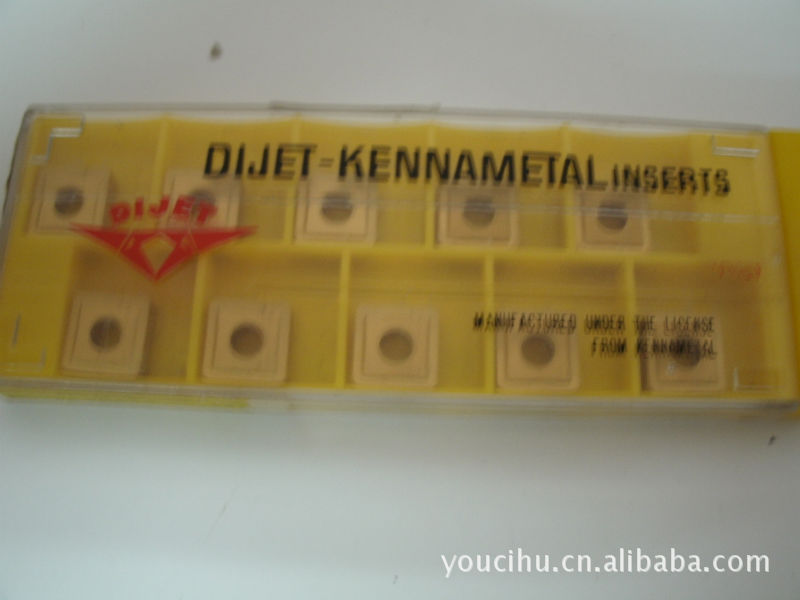 DIJET-KENNAMETAL INSERTS
DIJET
MANUFACTURED UNDER THE LICENSE
FROM KENNAMETAL
youcihu.cn.alibaba.com